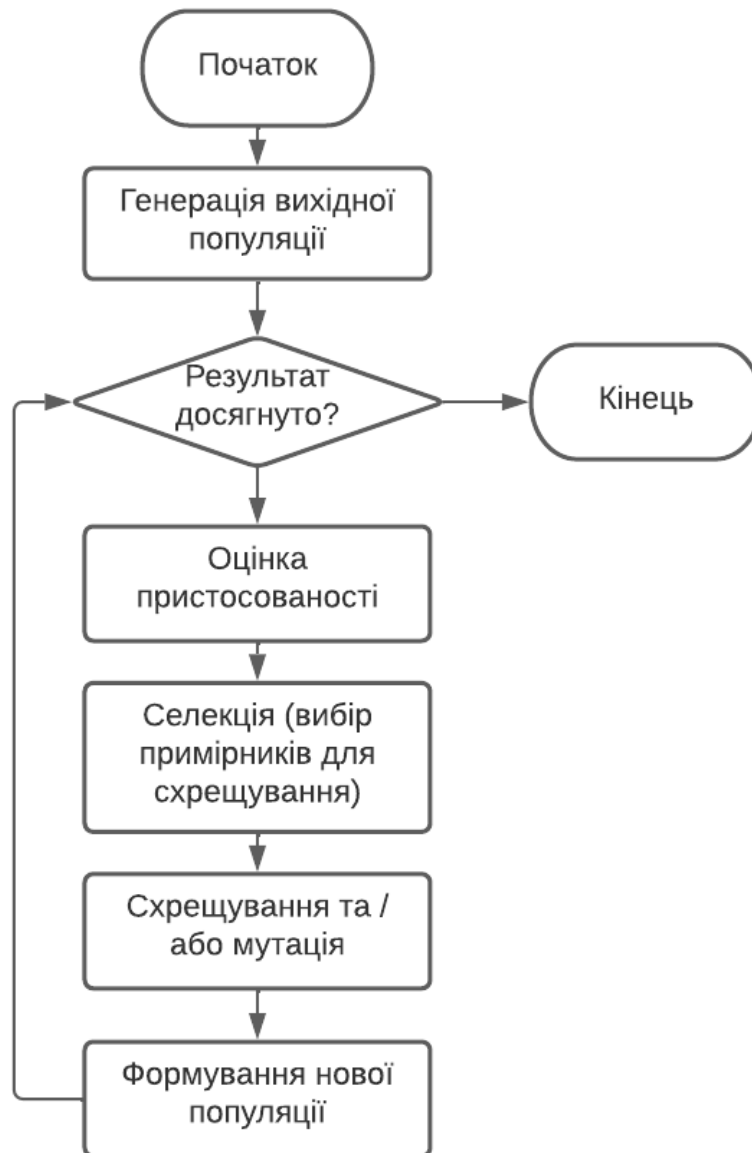 Початок
Генерація вихідної
популяції
Результат
досягнуто?
Кінець
Оцінка
пристосованості
Селекція (вибір
примірників для
схрещування)
Схрещування та /
або мутація
Формування нової
популяції